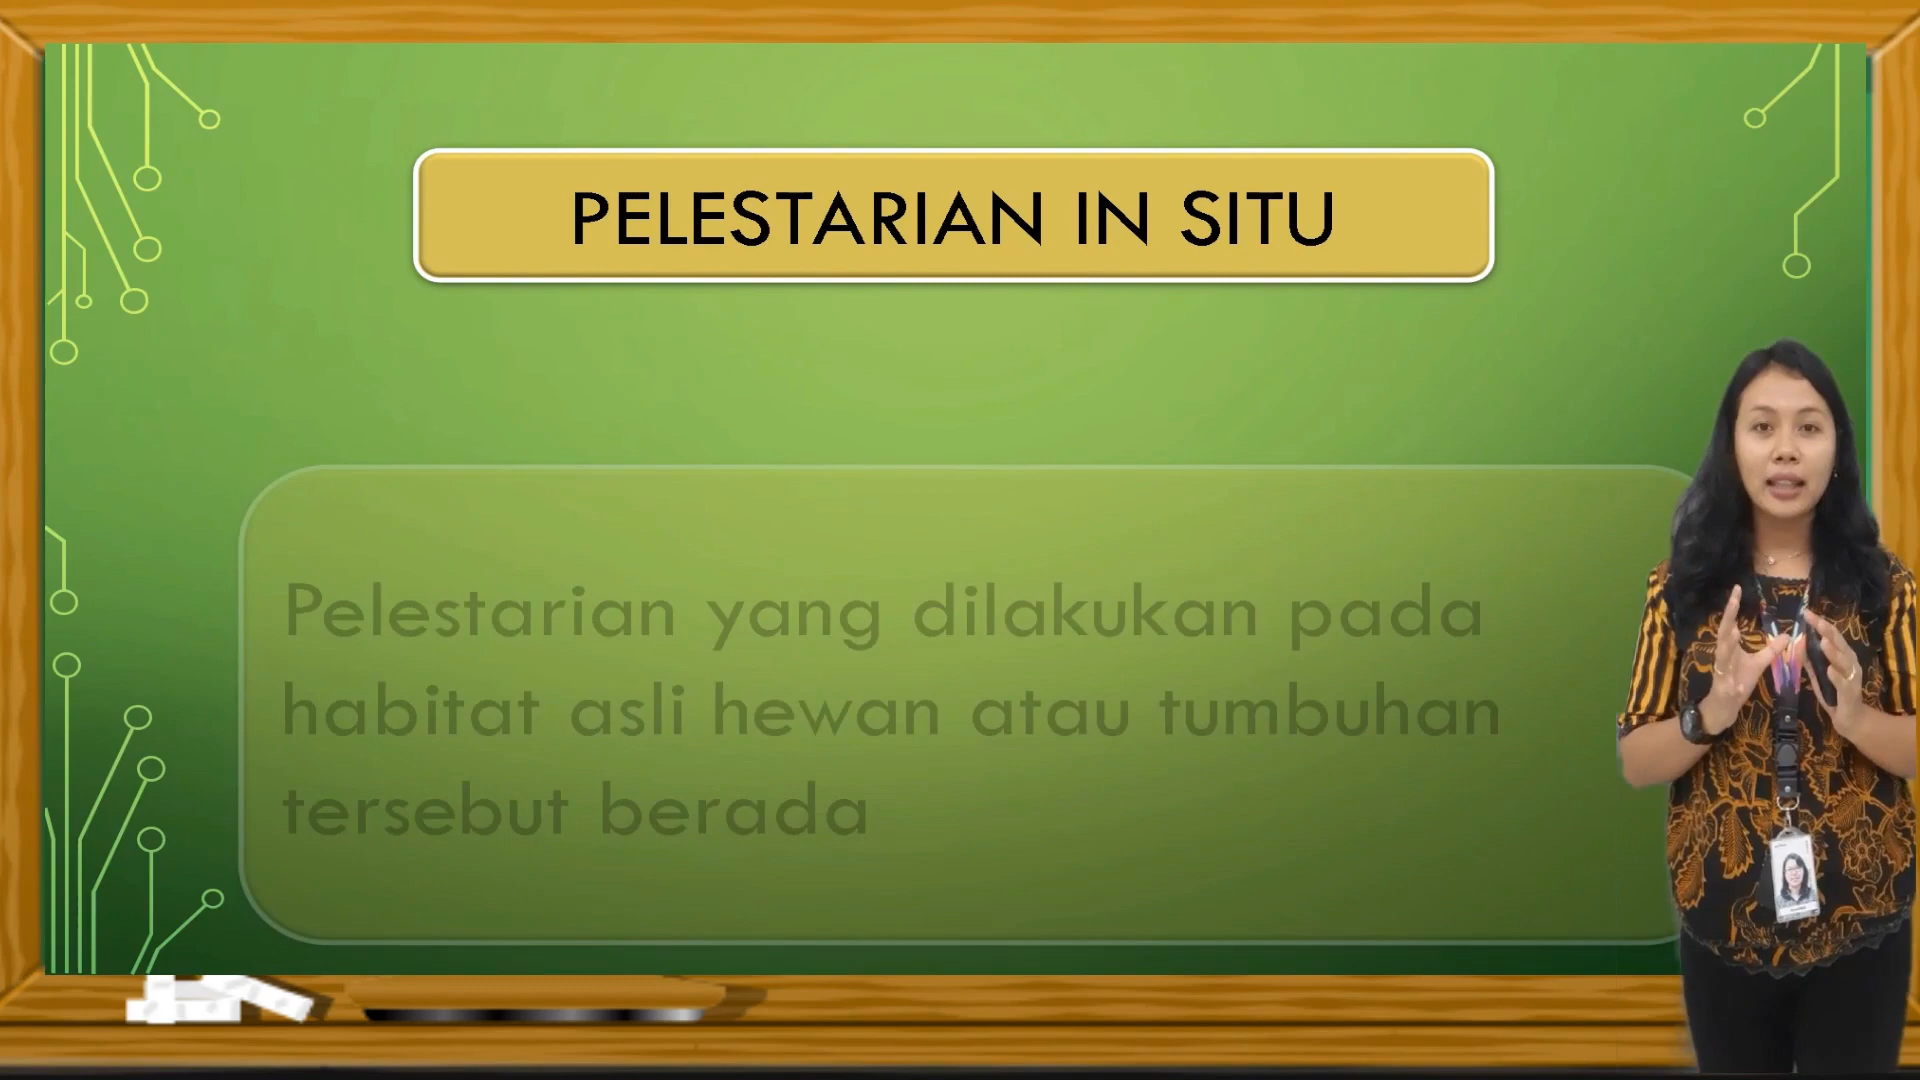 PELESTARIAN IN SITU
Pelestarian yang dilakukan pada
habitat asli hewan atau tumbuhan
tersebut berada